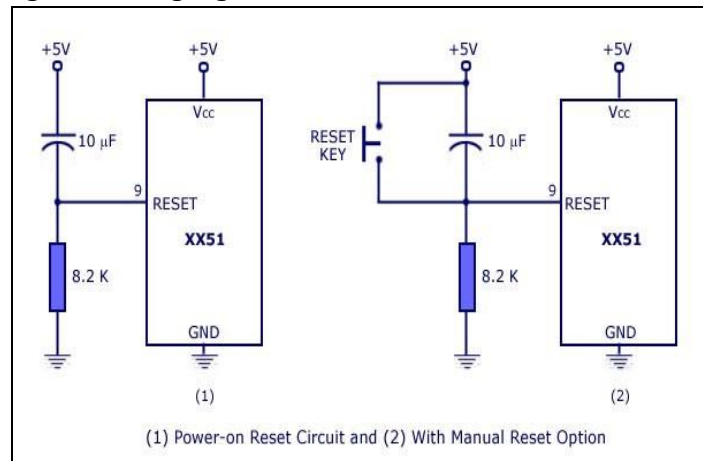 +5V
+5V
Vcc
10 µF
9
RESET
XX51
8.2 K
GND
(1)
+5V
+5V
Vcc
RESET
KEY
10 µF
9
RESET
XX51
8.2 K
GND
(2)
(1) Power-on Reset Circuit and (2) With Manual Reset Option